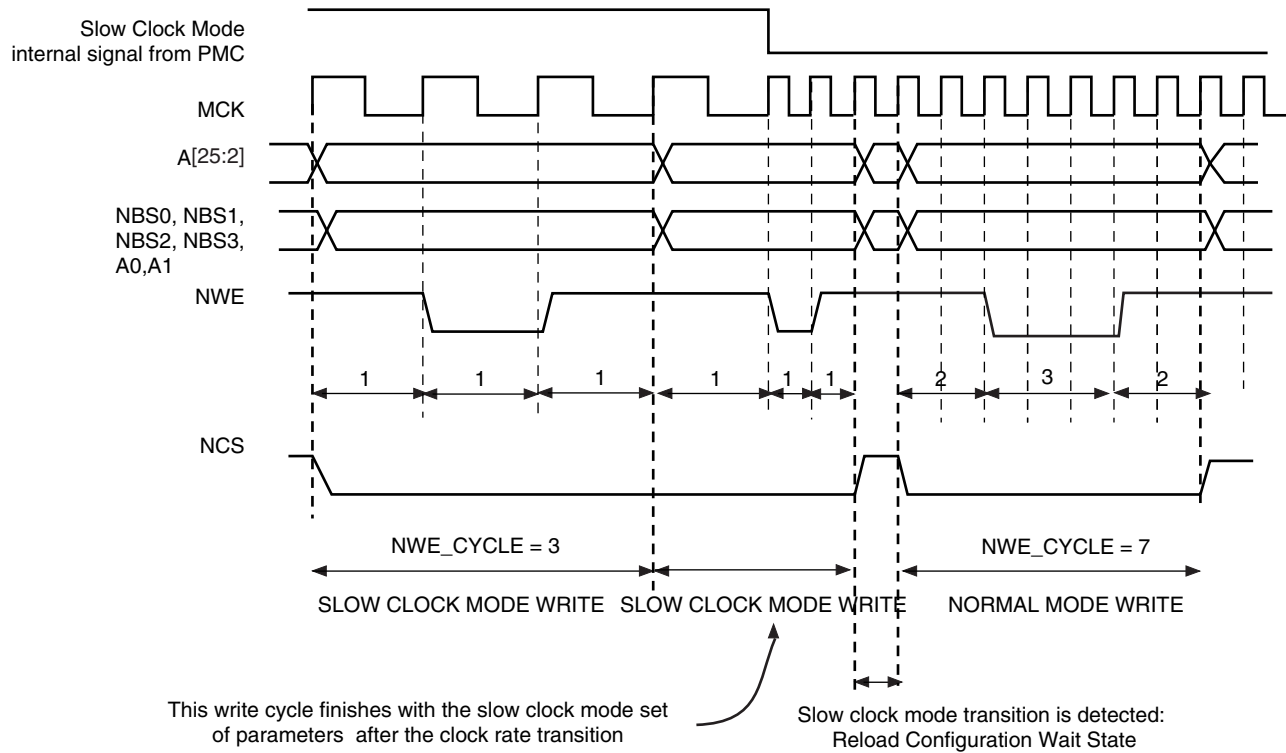 Slow Clock Mode
internal signal from PMC
MCK
A[25:2]
NBS0, NBS1,
NBS2, NBS3,
A0,A1
NWE
1 1 1 1 1 1 2 3 2
NCS
NWE_CYCLE = 3 NWE_CYCLE = 7
SLOW CLOCK MODE WRITE SLOW CLOCK MODE WRITE NORMAL MODE WRITE
This write cycle finishes with the slow clock mode set
of parameters after the clock rate transition
Slow clock mode transition is detected:
Reload Configuration Wait State